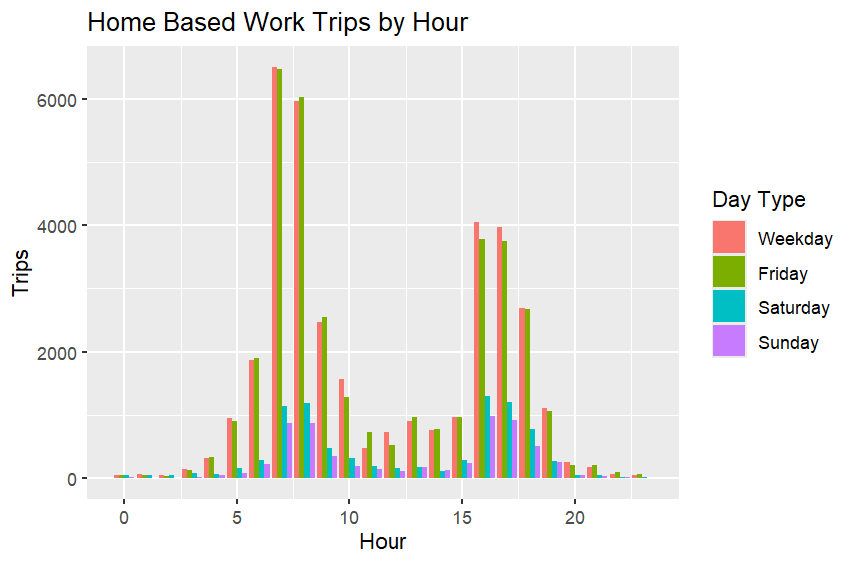 Home Based Work Trips by Hour
6000
4000
2000
0
Trips
0 5 10 15 20
Hour
Day Type
Weekday
Friday
Saturday
Sunday